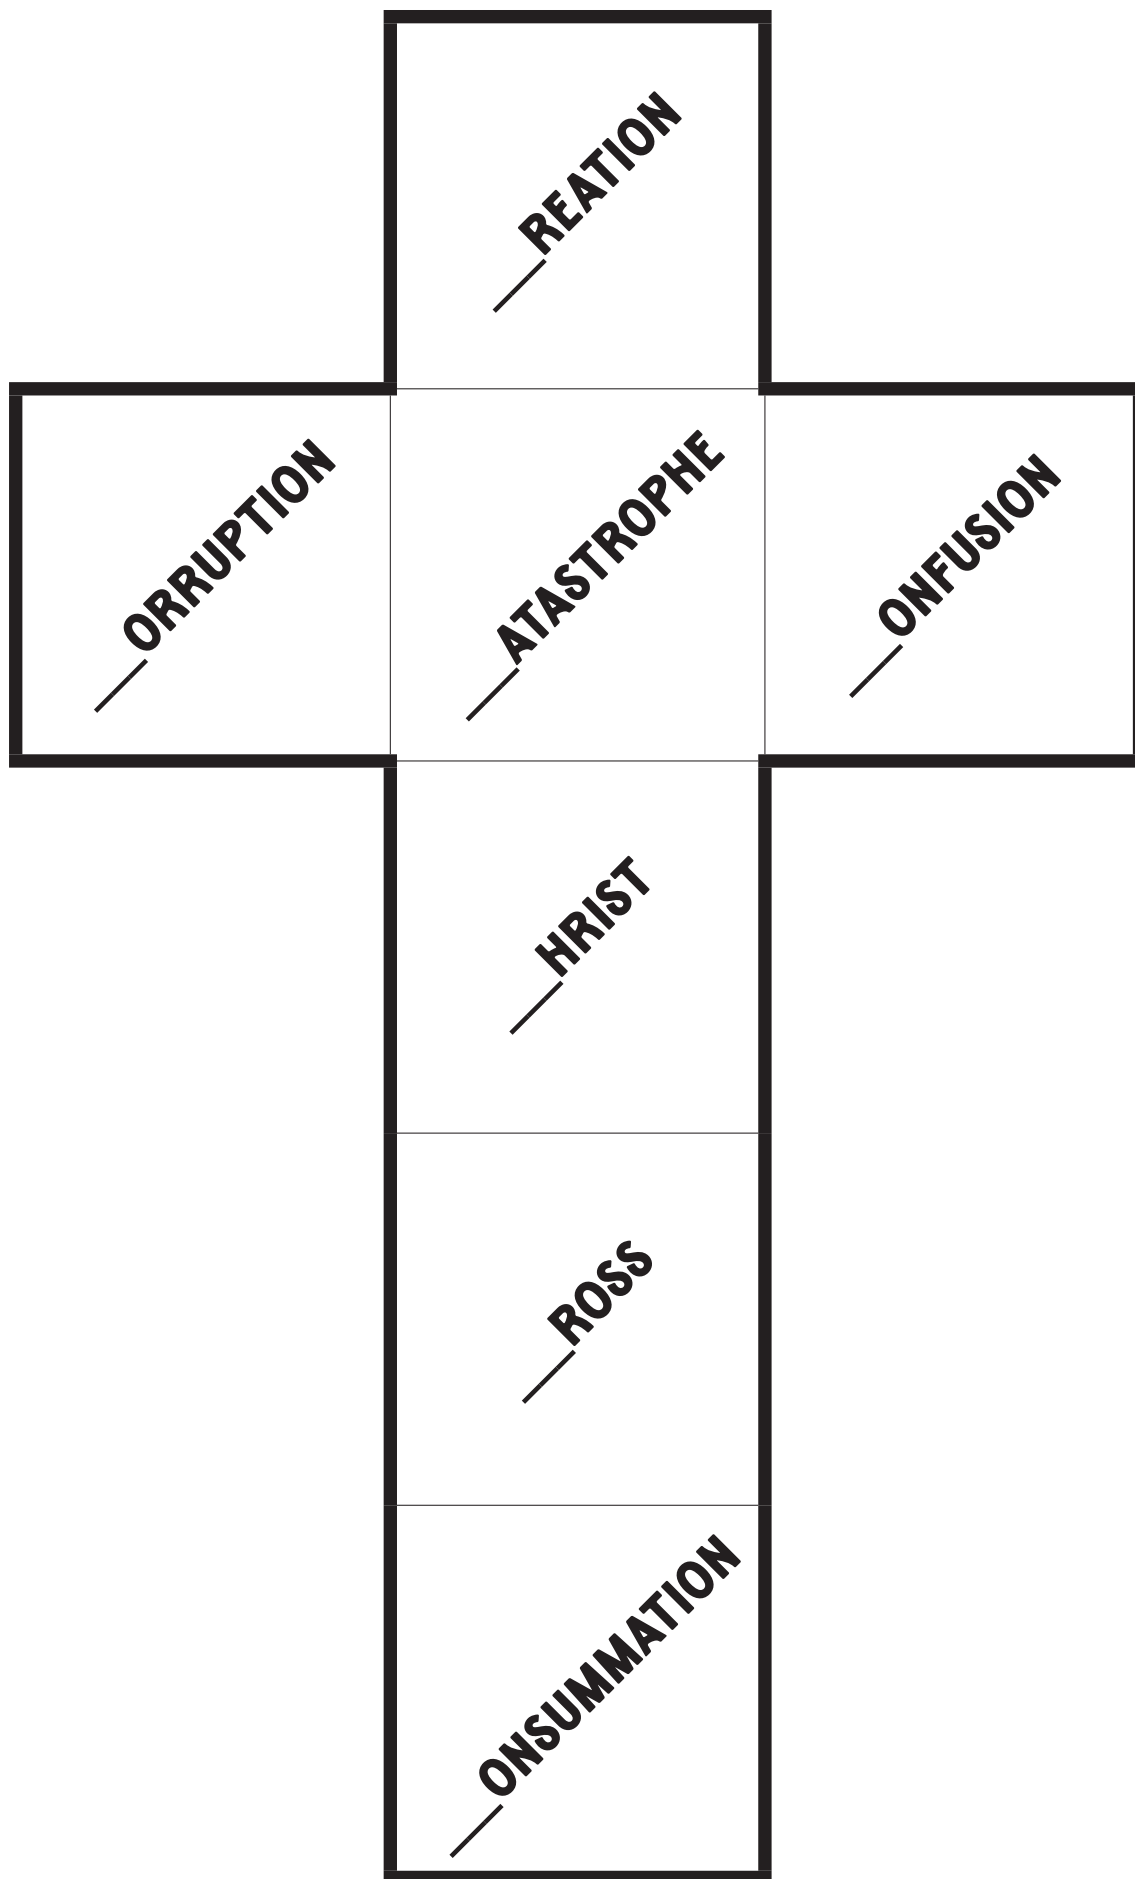 __REATION
__ORRUPTION
__ATASTROPHE
__ONFUSION
__HRIST
__ROSS
__ONSUMMATION